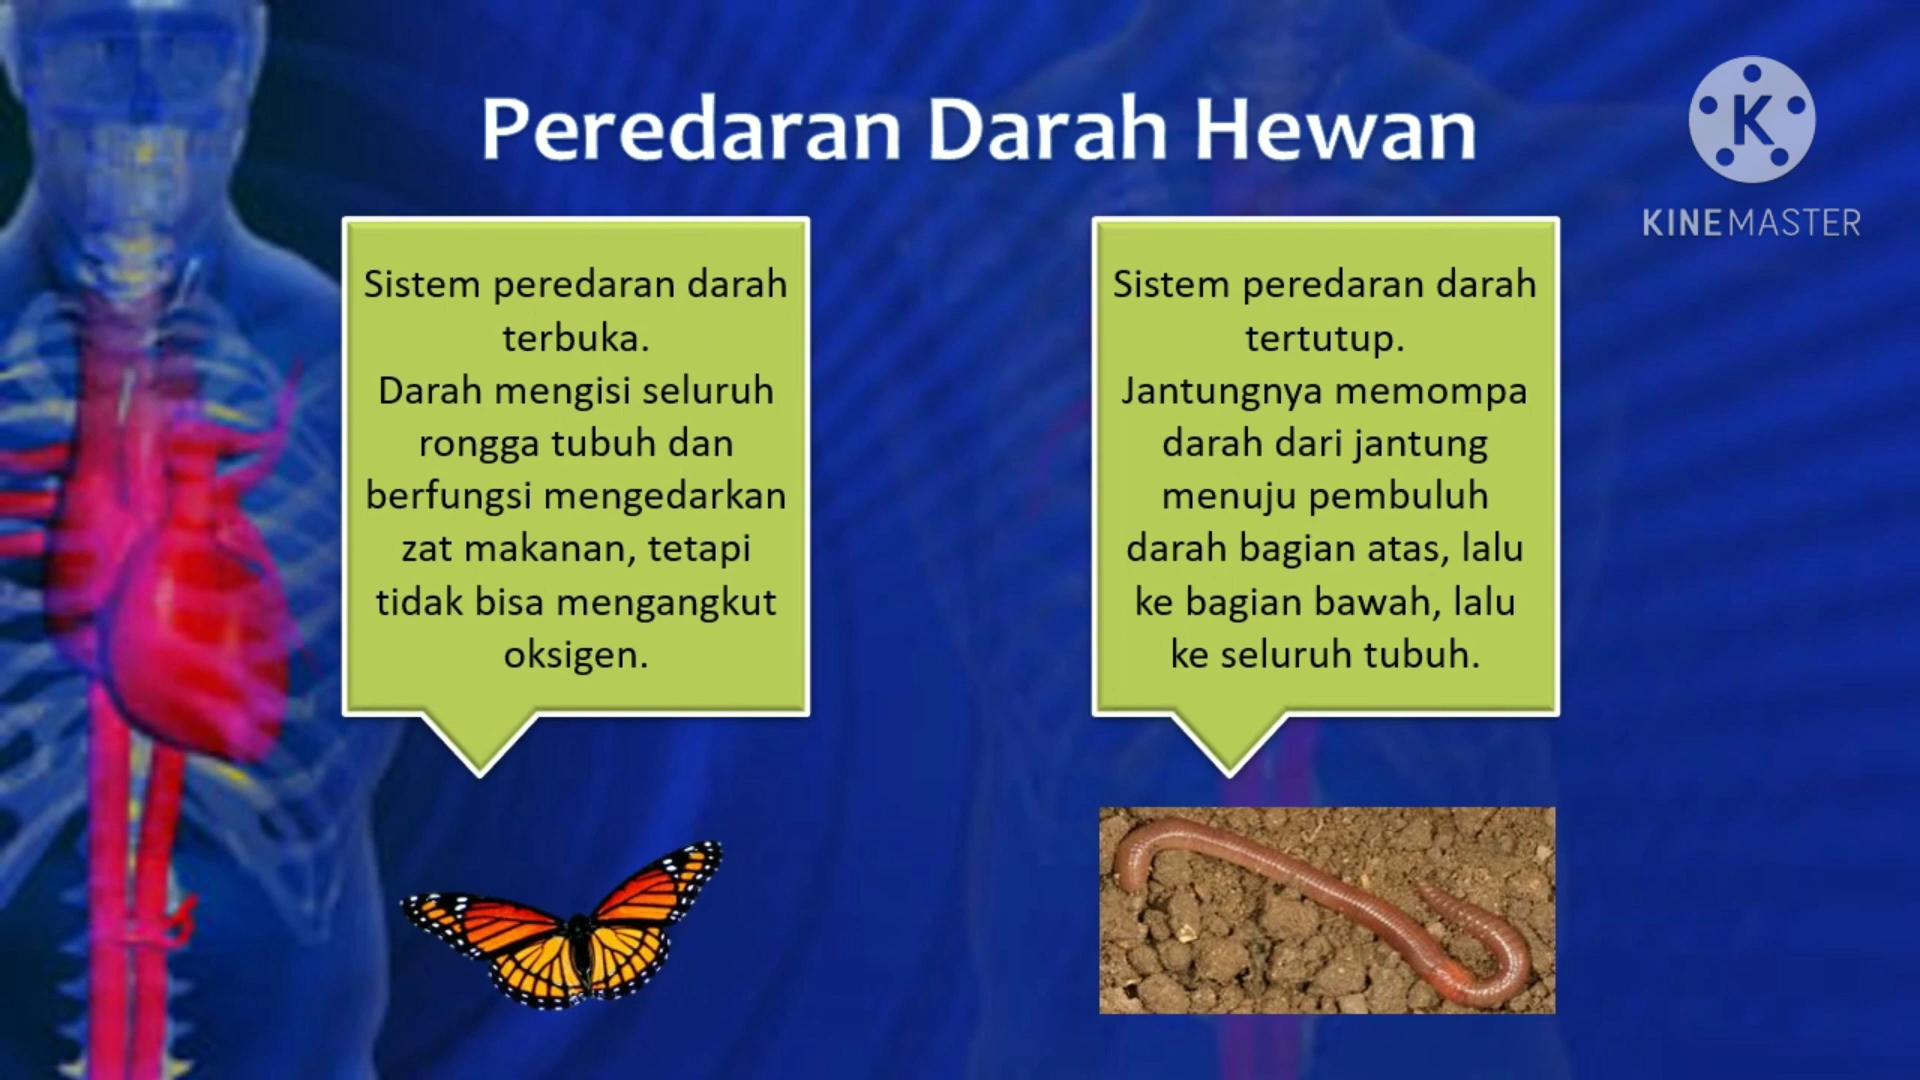 Peredaran Darah Hewan
K
KINEMASTER
Sistem peredaran darah
terbuka.
Darah mengisi seluruh
rongga tubuh dan
berfungsi mengedarkan
zat makanan, tetapi
tidak bisa mengangkut
oksigen.
Sistem peredaran darah
tertutup.
Jantungnya memompa
darah dari jantung
menuju pembuluh
darah bagian atas, lalu
ke bagian bawah, lalu
ke seluruh tubuh.